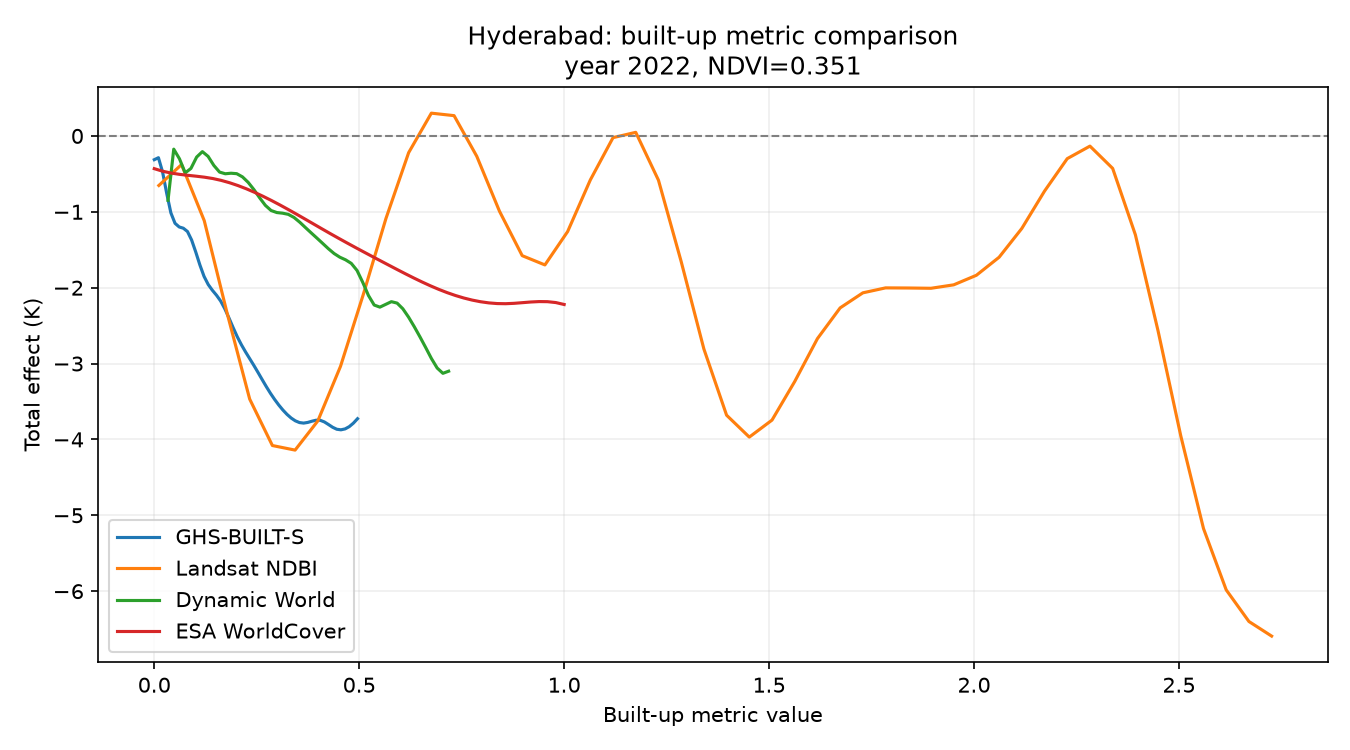 Hyderabad: built-up metric comparison
year 2022, NDVI=0.351
Total effect (K)
0
−1
−2
−3
−4
−5
−6
GHS-BUILT-S
Landsat NDBI
Dynamic World
ESA WorldCover
0.0 0.5 1.0 1.5 2.0 2.5
Built-up metric value